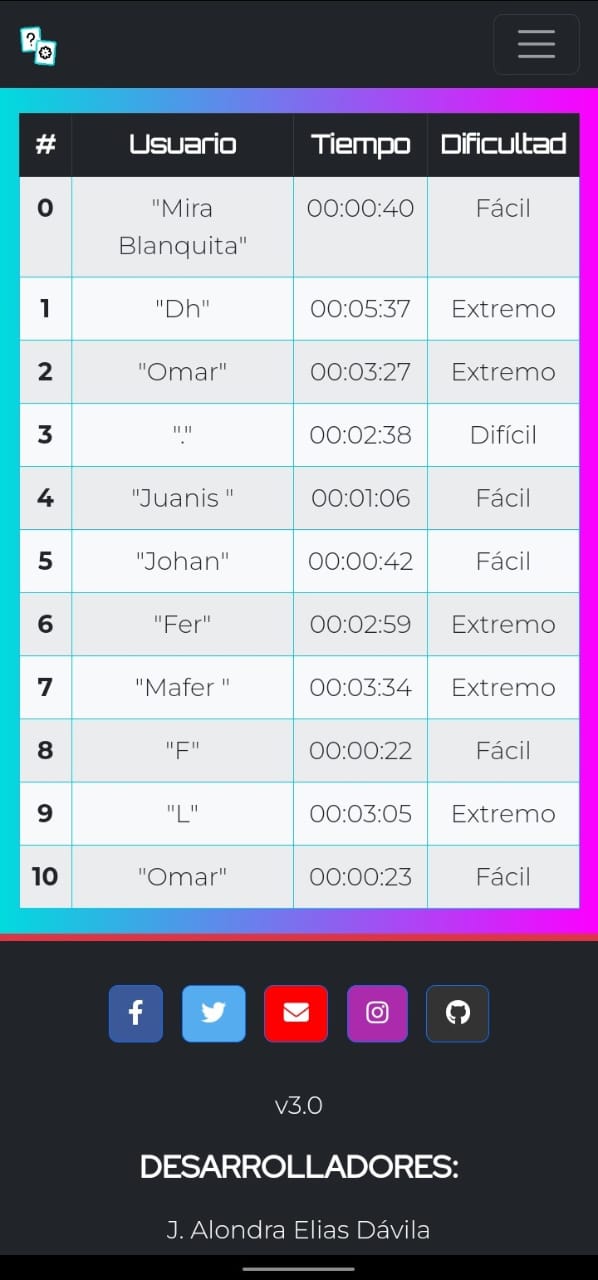 ?
# Usuario Tiempo Dificultad
0 "Mira Blanquita" 00:00:40 Fácil
1 "Dh" 00:05:37 Extremo
2 "Omar" 00:03:27 Extremo
3 "." 00:02:38 Difícil
4 "Juanis " 00:01:06 Fácil
5 "Johan" 00:00:42 Fácil
6 "Fer" 00:02:59 Extremo
7 "Mafer " 00:03:34 Extremo
8 "F" 00:00:22 Fácil
9 "L" 00:03:05 Extremo
10 "Omar" 00:00:23 Fácil
v3.0
DESARROLLADORES:
J. Alondra Elias Dávila